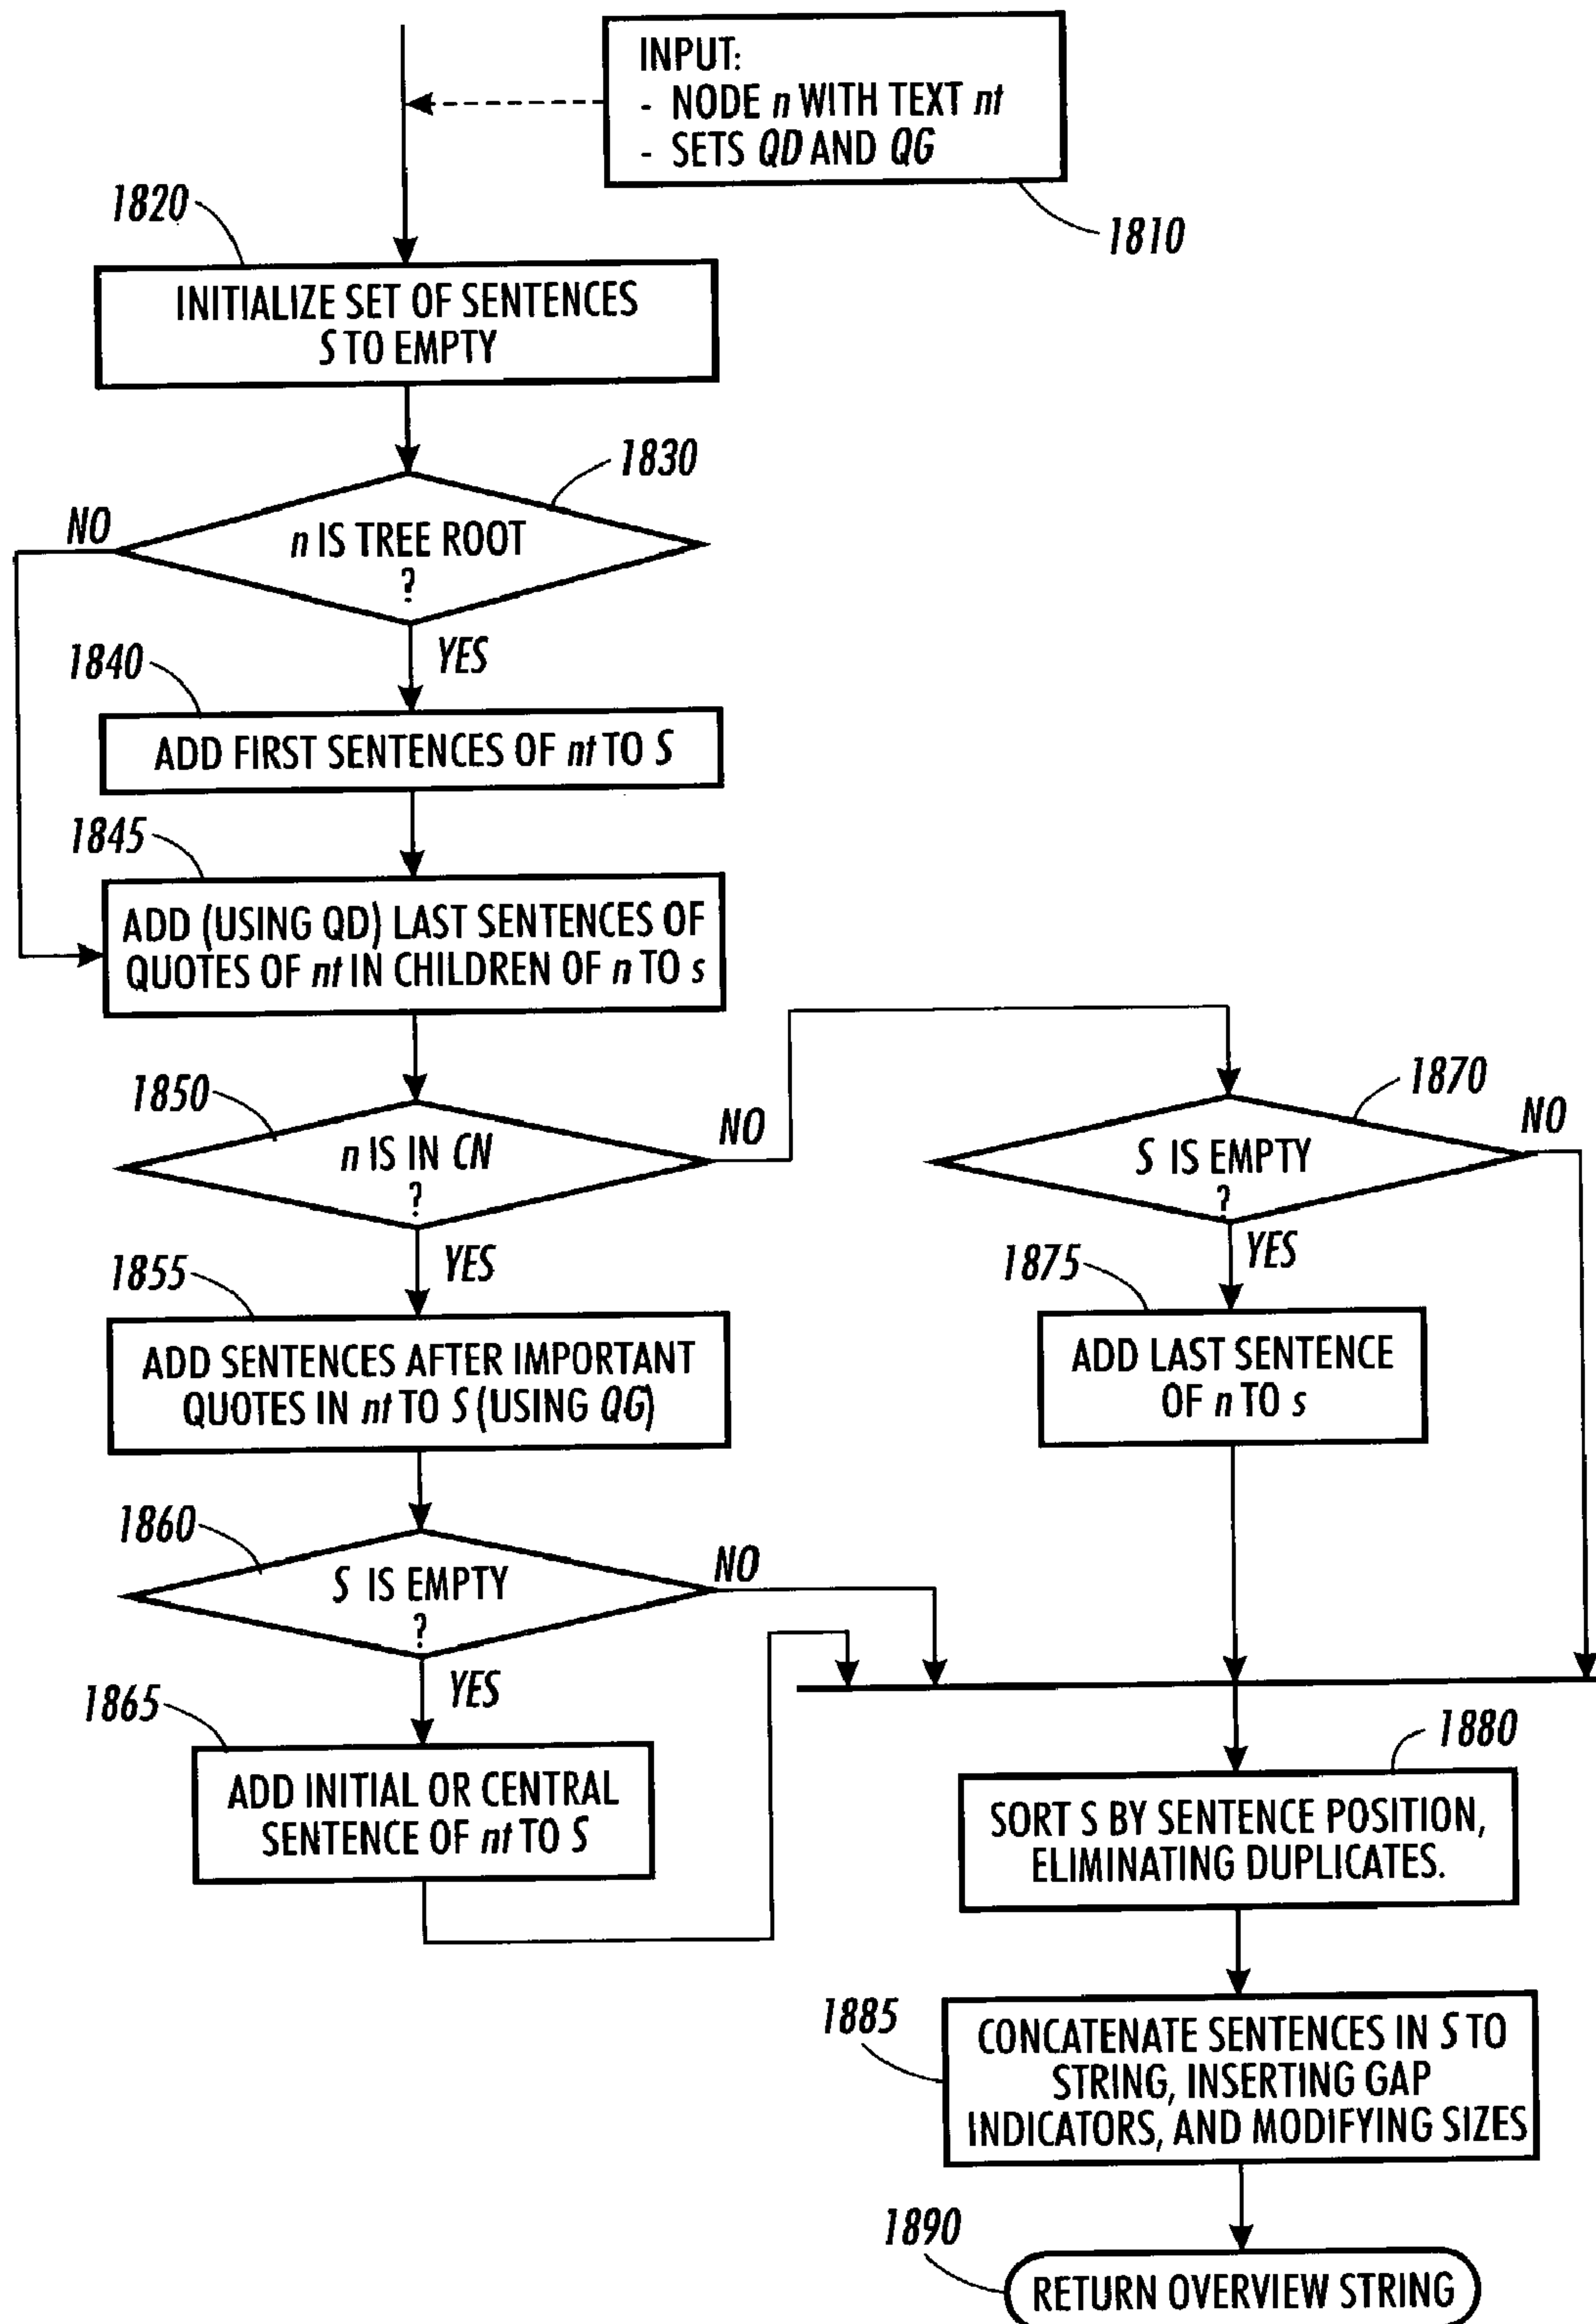 INPUT:
- NODE n WITH TEXT nt
- SETS QD AND QG
1810
1820
INITIALIZE SET OF SENTENCES
S TO EMPTY
1830
NO
n IS TREE ROOT
?
YES
1840
ADD FIRST SENTENCES OF nt TO S
1845
ADD (USING QD) LAST SENTENCES OF
QUOTES OF nt IN CHILDREN OF n TO s
1850
n IS IN CN
?
NO
YES
1870
S IS EMPTY
?
NO
YES
1875
ADD LAST SENTENCE
OF n TO s
1855
ADD SENTENCES AFTER IMPORTANT
QUOTES IN nt TO S (USING QG)
1860
S IS EMPTY
?
NO
YES
1865
ADD INITIAL OR CENTRAL
SENTENCE OF nt TO S
1880
SORT S BY SENTENCE POSITION,
ELIMINATING DUPLICATES.
1885
CONCATENATE SENTENCES IN S TO
STRING, INSERTING GAP
INDICATORS, AND MODIFYING SIZES
1890
RETURN OVERVIEW STRING